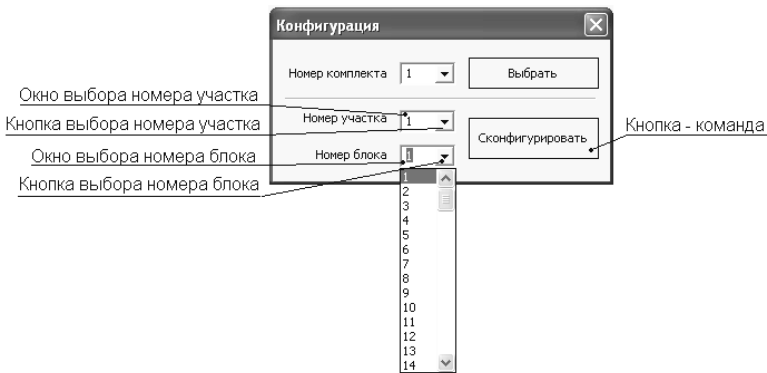 Конфигурация
Номер комплекта 1 Выбрать
Окно выбора номера участка
Номер участка 1
Кнопка выбора номера участка
Сконфигурировать
Кнопка - команда
Окно выбора номера блока
Номер блока 1
Кнопка выбора номера блока
1
2
3
4
5
6
7
8
9
10
11
12
13
14